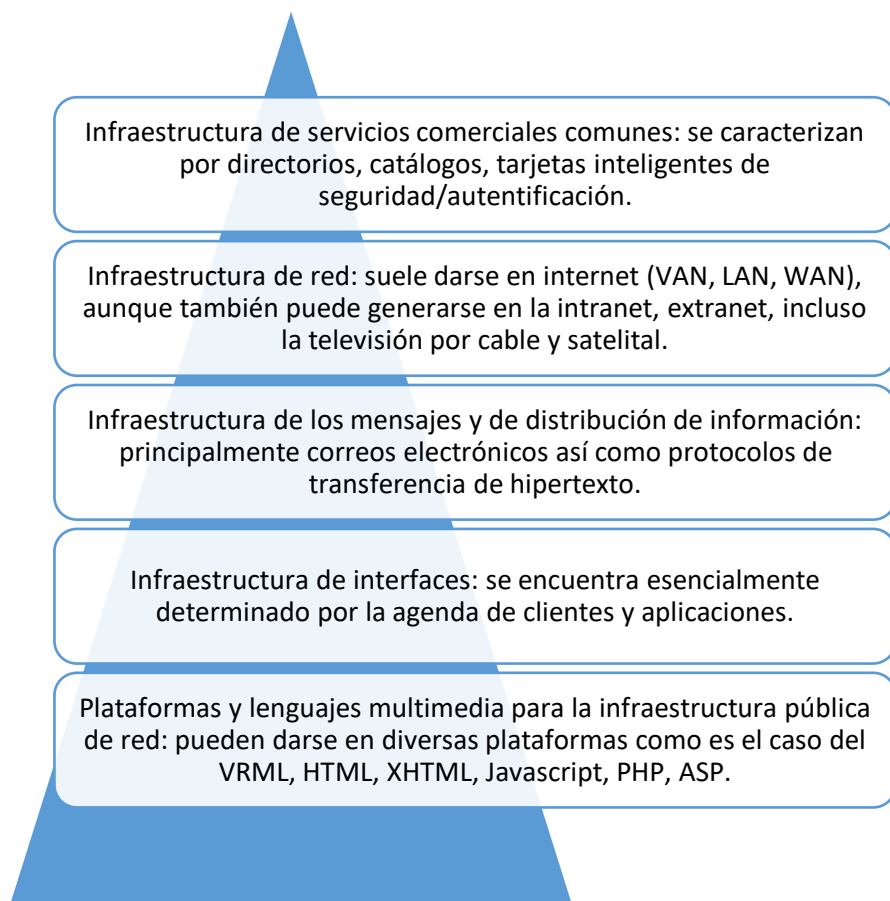 Infraestructura de servicios comerciales comunes: se caracterizan
por directorios, catálogos, tarjetas inteligentes de
seguridad/autentificación.
Infraestructura de red: suele darse en internet (VAN, LAN, WAN),
aunque también puede generarse en la intranet, extranet, incluso
la televisión por cable y satelital.
Infraestructura de los mensajes y de distribución de información:
principalmente correos electrónicos así como protocolos de
transferencia de hipertexto.
Infraestructura de interfaces: se encuentra esencialmente
determinado por la agenda de clientes y aplicaciones.
Plataformas y lenguajes multimedia para la infraestructura pública
de red: pueden darse en diversas plataformas como es el caso del
VRML, HTML, XHTML, Javascript, PHP, ASP.